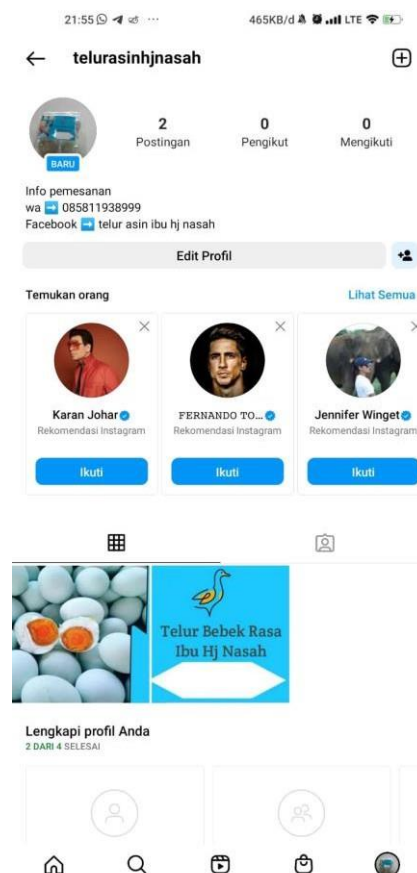 21:55
465KB/d
LTE
telurasinhjnasah
2
0
0
Postingan
Pengikut
Mengikuti
BARU
Info pemesanan
wa ➡️ 085811938999
Facebook ➡️ telur asin ibu hj nasah
Edit Profil
Temukan orang
Lihat Semua
Karan Johar
FERNANDO TO...
Jennifer Winget
Rekomendasi Instagram
Rekomendasi Instagram
Rekomendasi Instagram
Ikuti
Ikuti
Ikuti
Telur Bebek Rasa
Ibu Hj Nasah
Lengkapi profil Anda
2 DARI 4 SELESAI